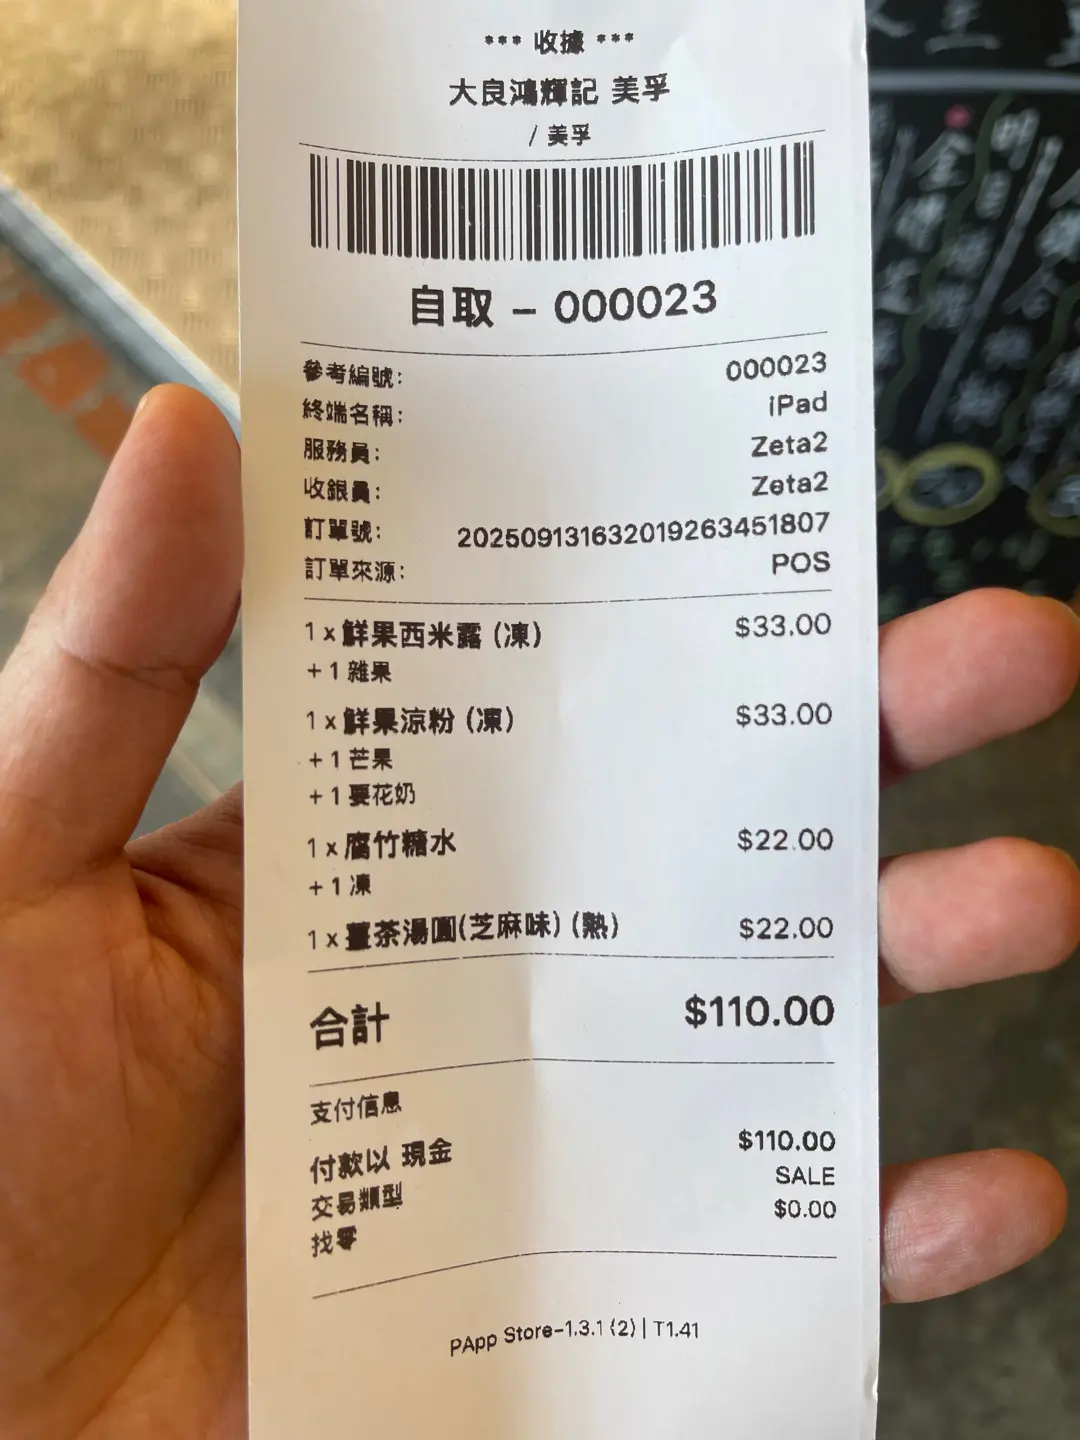 *** 收據 ***
大良鴻輝記 美孚
/ 美孚
自取 – 000023
參考編號: 000023
終端名稱: iPad
服務員: Zeta2
收銀員: Zeta2
訂單號: 202509131632019263451807
訂單來源: POS
1 x 鮮果西米露 (凍) $33.00
+ 1 雜果
1 x 鮮果涼粉 (凍) $33.00
+ 1 芒果
+ 1 要花奶
1 x 腐竹糖水 $22.00
+ 1 凍
1 x 薑茶湯圓(芝麻味) (熱) $22.00
合計 $110.00
支付信息
付款以 現金 $110.00
交易類型 SALE
找零 $0.00
PApp Store-1.3.1 (2) | T1.41